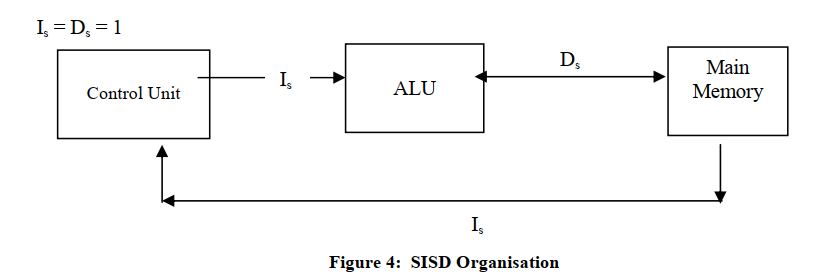 Iₛ = Dₛ = 1
Control Unit
Iₛ
ALU
Dₛ
Main
Memory
Iₛ
Figure 4: SISD Organisation